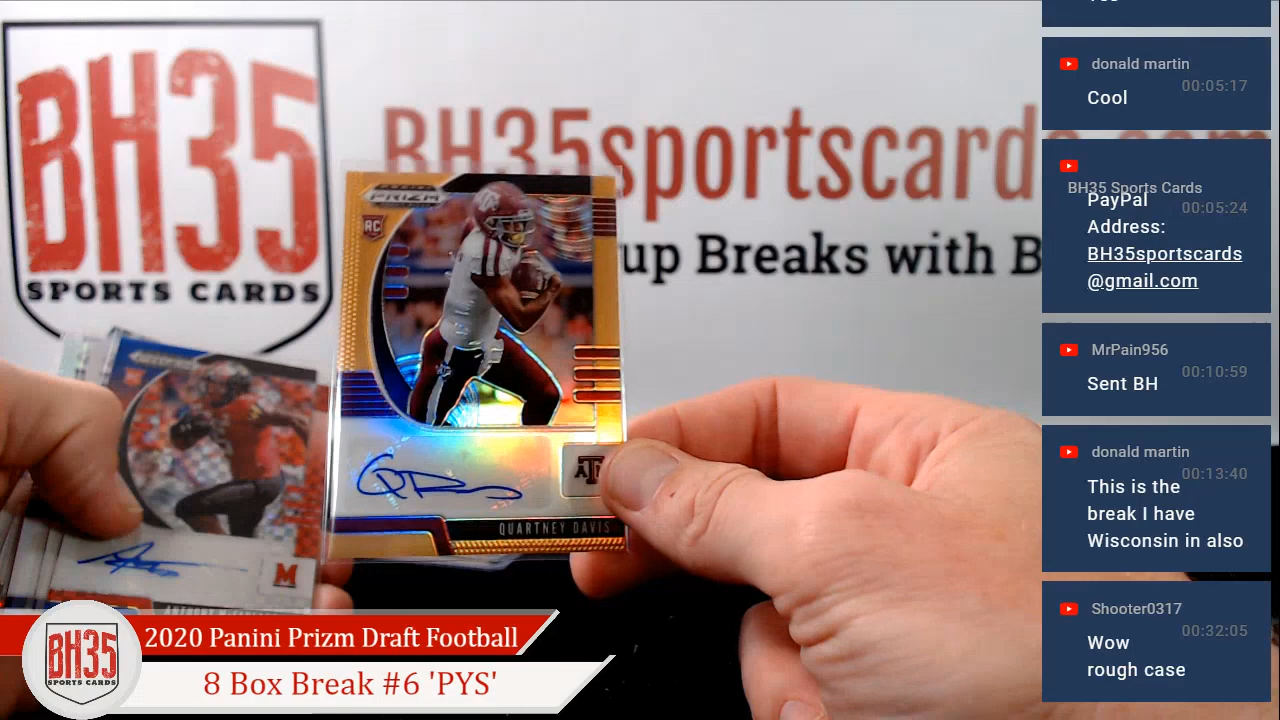 BH35
SPORTS CARDS
BH35sportscards.com
up Breaks with B
PRIZM
RC
QUARTNEY DAVIS
ATM
M
BH35
SPORTS CARDS
2020 Panini Prizm Draft Football
8 Box Break #6 'PYS'
donald martin
00:05:17
Cool
BH35 Sports Cards
00:05:24
PayPal
Address:
BH35sportscards
@gmail.com
MrPain956
00:10:59
Sent BH
donald martin
00:13:40
This is the
break I have
Wisconsin in also
Shooter0317
00:32:05
Wow
rough case